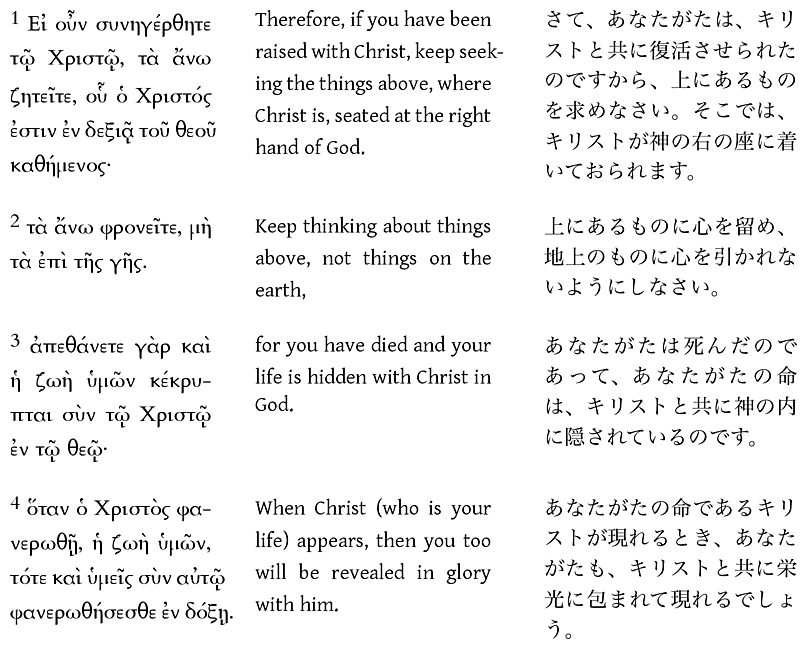 1 Εἰ οὖν συνηγέρθητε
τῷ Χριστῷ, τὰ ἄνω
ζητεῖτε, οὗ ὁ Χριστός
ἐστιν ἐν δεξιᾷ τοῦ θεοῦ
καθήμενος·
Therefore, if you have been
raised with Christ, keep seek-
ing the things above, where
Christ is, seated at the right
hand of God.
さて、あなたがたは、キリ
ストと共に復活させられた
のですから、上にあるもの
を求めなさい。そこでは、
キリストが神の右の座に着
いておられます。
2 τὰ ἄνω φρονεῖτε, μὴ
τὰ ἐπὶ τῆς γῆς.
Keep thinking about things
above, not things on the
earth,
上にあるものに心を留め、
地上のものに心を引かれな
いようにしなさい。
3 ἀπεθάνετε γὰρ καὶ
ἡ ζωὴ ὑμῶν κέκρυ-
πται σὺν τῷ Χριστῷ
ἐν τῷ θεῷ·
for you have died and your
life is hidden with Christ in
God.
あなたがたは死んだので
あって、あなたがたの命
は、キリストと共に神の内
に隠されているのです。
4 ὅταν ὁ Χριστὸς φα-
νερωθῇ, ἡ ζωὴ ὑμῶν,
τότε καὶ ὑμεῖς σὺν αὐτῷ
φανερωθήσεσθε ἐν δόξῃ.
When Christ (who is your
life) appears, then you too
will be revealed in glory
with him.
あなたがたの命であるキリ
ストが現れるとき、あなた
がたも、キリストと共に栄
光に包まれて現れるでしょ
う。